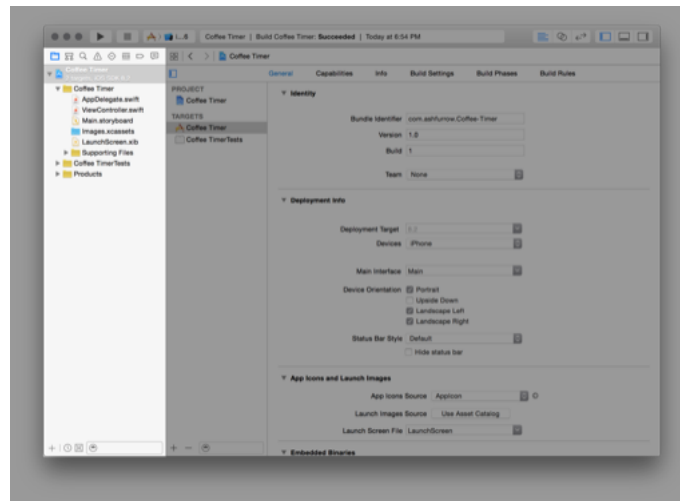 Coffee Timer | Build Coffee Timer: Succeeded | Today at 6:54 PM
Coffee Timer
Coffee Timer
General Capabilities Info Build Settings Build Phases Build Rules
Coffee Timer
AppDelegate.swift
ViewController.swift
Main.storyboard
Images.xcassets
LaunchScreen.xib
Supporting Files
Coffee TimerTests
Products
PROJECT
Coffee Timer
TARGETS
Coffee Timer
Coffee TimerTests
Identity
Bundle Identifier com.ashfurrow.Coffee-Timer
Version 1.0
Build 1
Team None
Deployment Info
Deployment Target 8.2
Devices iPhone
Main Interface Main
Device Orientation Portrait
Upside Down
Landscape Left
Landscape Right
Status Bar Style Default
Hide status bar
App Icons and Launch Images
App Icons Source AppIcon
Launch Images Source Use Asset Catalog
Launch Screen File LaunchScreen
Embedded Binaries